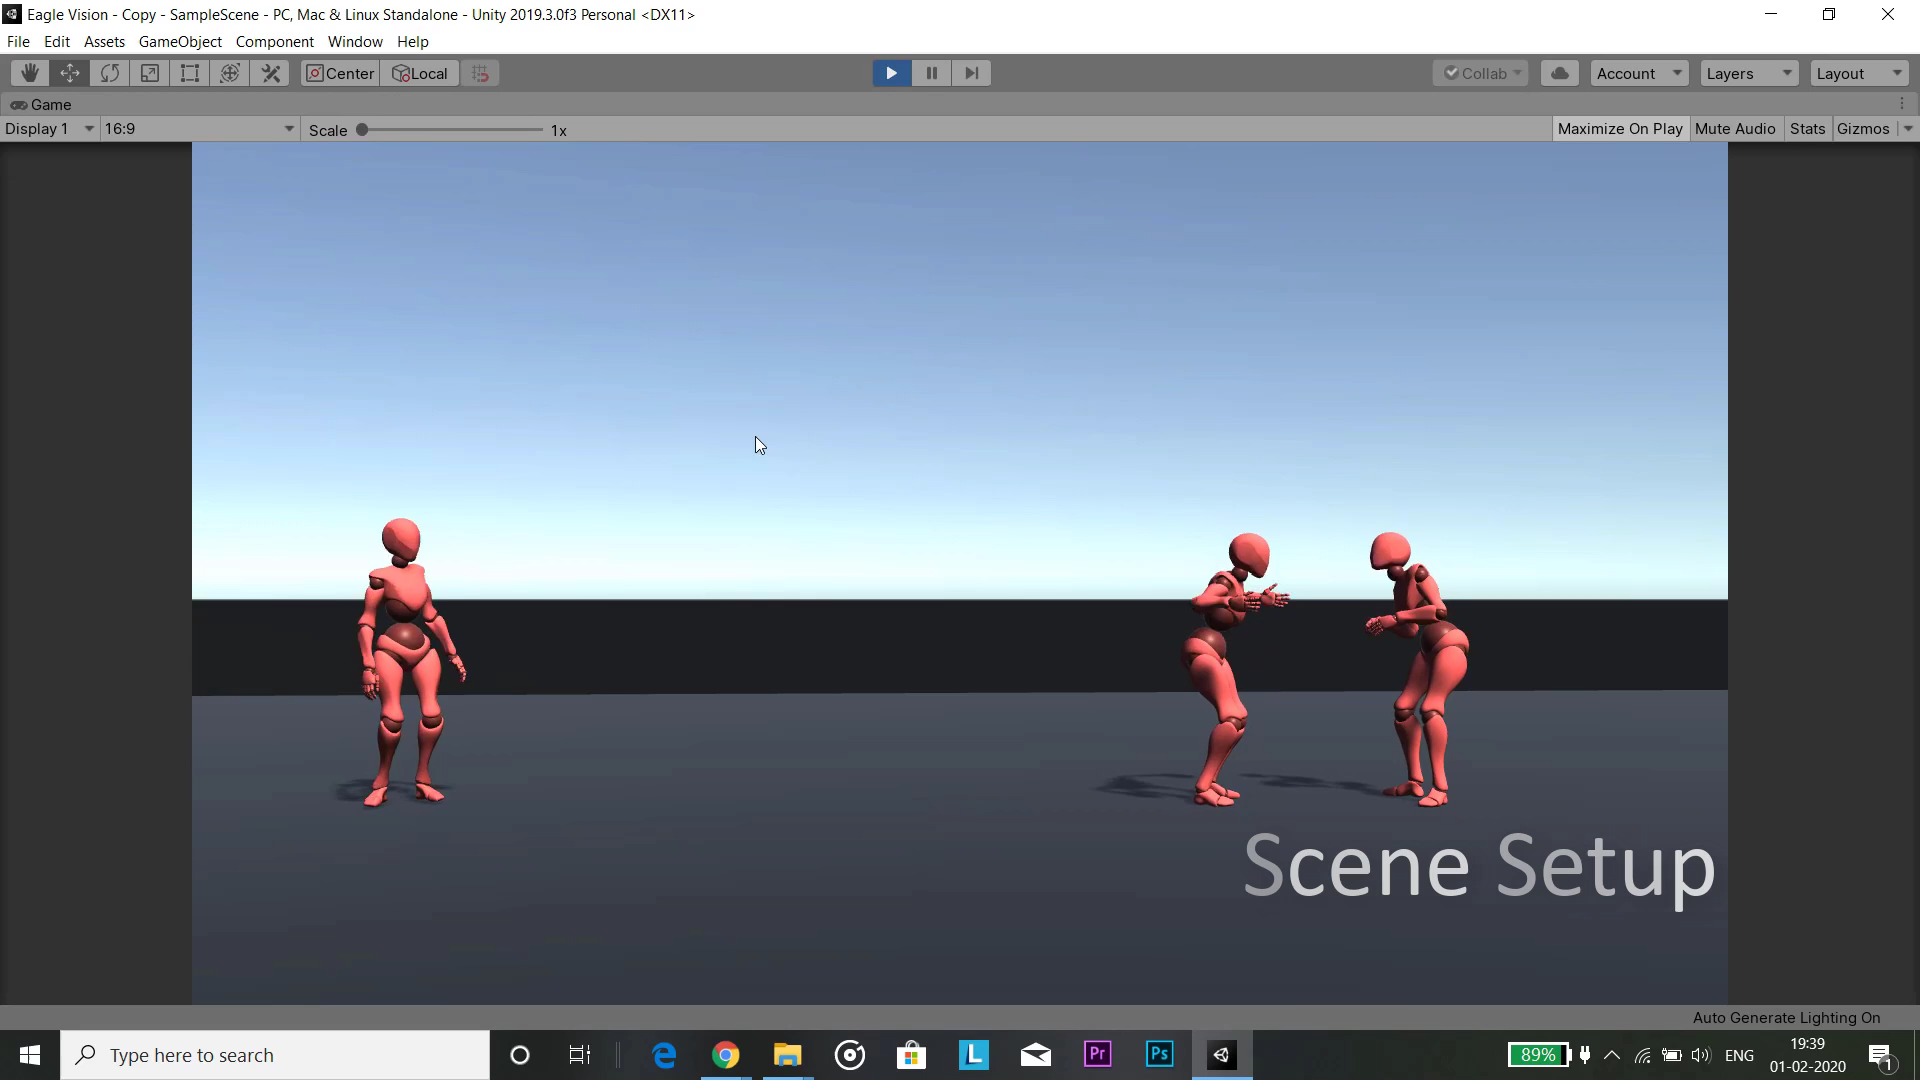 Eagle Vision - Copy - SampleScene - PC, Mac & Linux Standalone - Unity 2019.3.0f3 Personal <DX11>
File Edit Assets GameObject Component Window Help
Center Local Collab Account Layers Layout
Game
Display 1 16:9 Scale 1x Maximize On Play Mute Audio Stats Gizmos
Scene Setup
Auto Generate Lighting On
Type here to search L Pr Ps 89% ENG 19:39
01-02-2020 1